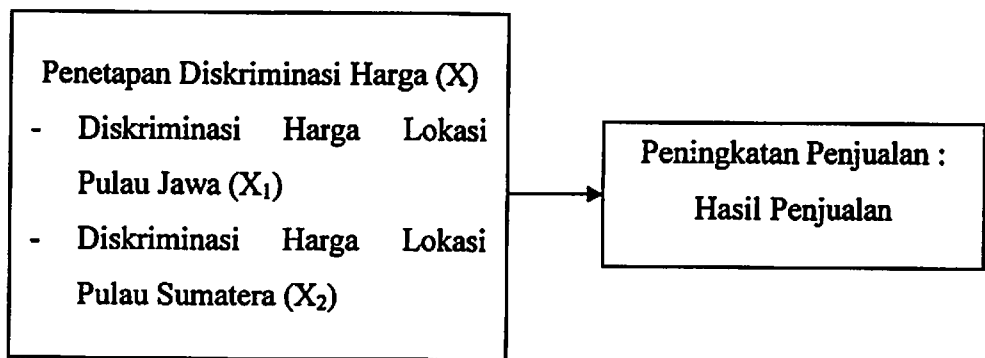 Penetapan Diskriminasi Harga (X)
- Diskriminasi Harga Lokasi
Pulau Jawa (X₁)
- Diskriminasi Harga Lokasi
Pulau Sumatera (X₂)
Peningkatan Penjualan :
Hasil Penjualan